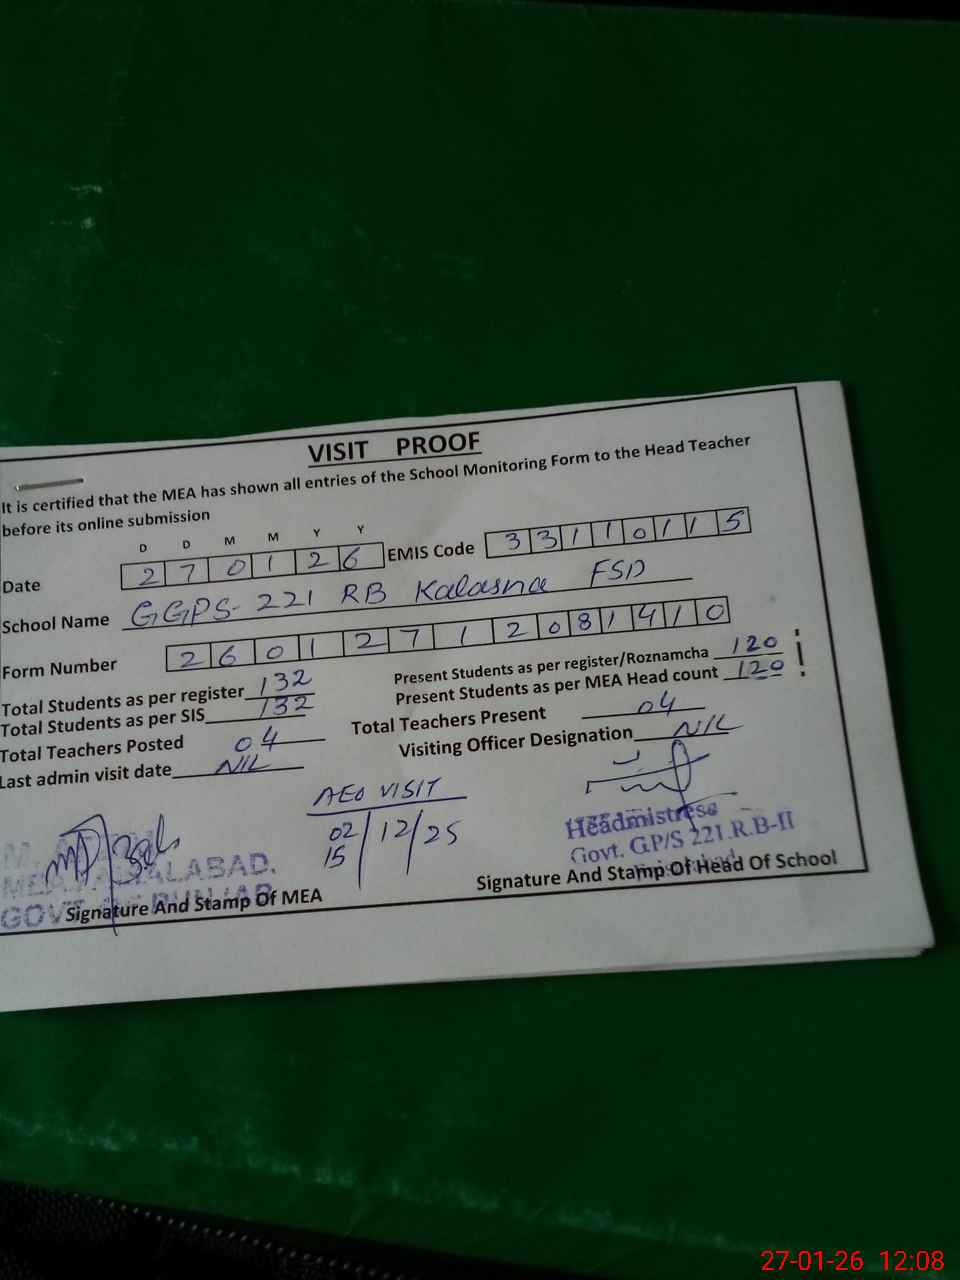 VISIT PROOF
It is certified that the MEA has shown all entries of the School Monitoring Form to the Head Teacher
before its online submission
D D M M Y Y
Date 2 7 0 1 2 6 EMIS Code 3 3 1 1 0 1 1 5
School Name GGPS- 221 RB Kalasna FSD
Form Number 2 6 0 1 2 7 1 2 0 8 1 4 1 0
Total Students as per register 132 Present Students as per register/Roznamcha 120
Total Students as per SIS 132 Present Students as per MEA Head count 120
Total Teachers Posted 04 Total Teachers Present 04
Last admin visit date NIL Visiting Officer Designation NIL
AEO VISIT
02/12/25
15
Headmistress
Govt. G.P/S 221.R.B-II
GOVT. PUNJAB
Signature And Stamp Of MEA Signature And Stamp Of Head Of School
27-01-26 12:08